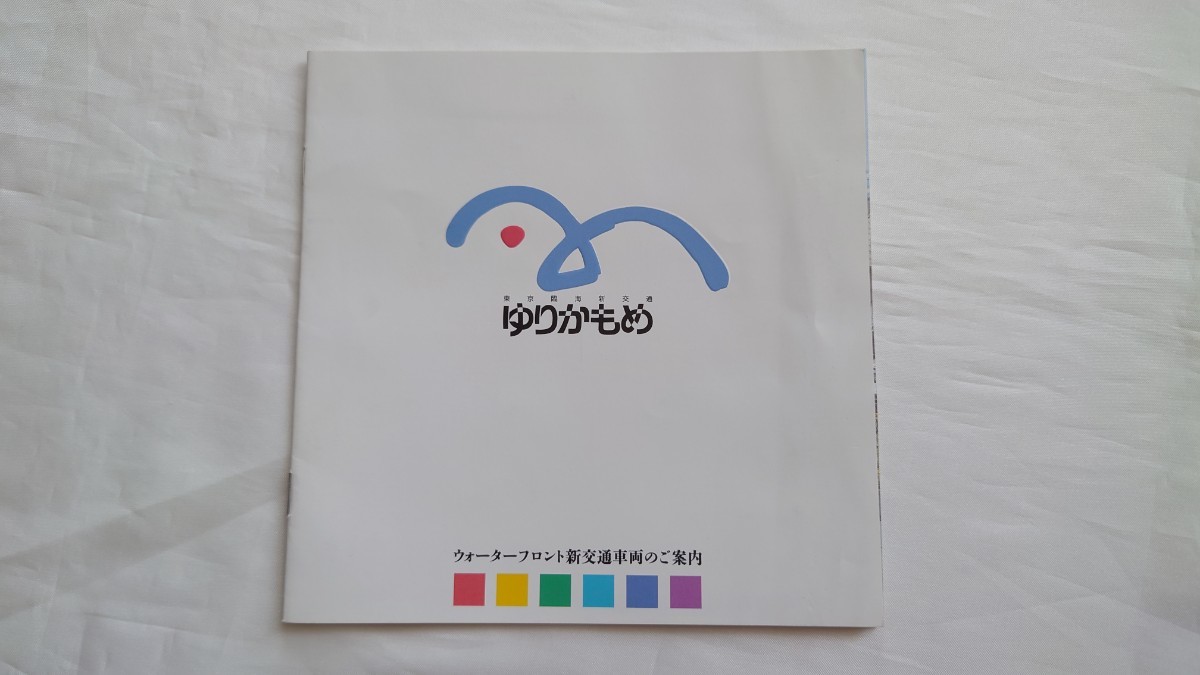 東京臨海新交通
ゆりかもめ
ウォーターフロント新交通車両のご案内